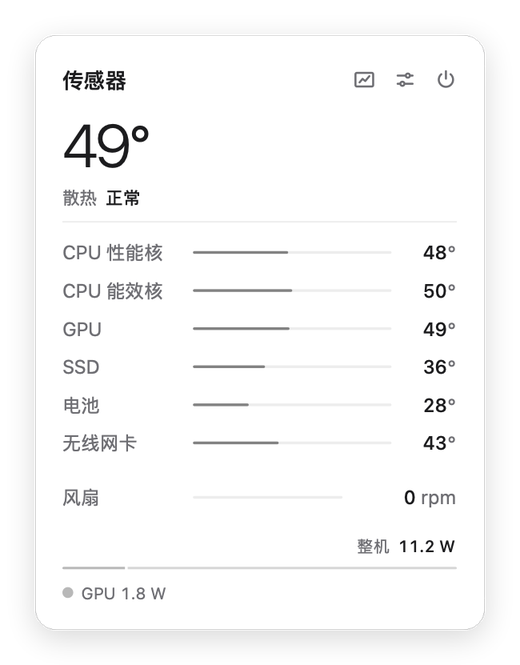 传感器
49°
散热 正常
CPU 性能核 48°
CPU 能效核 50°
GPU 49°
SSD 36°
电池 28°
无线网卡 43°
风扇 0 rpm
整机 11.2 W
GPU 1.8 W